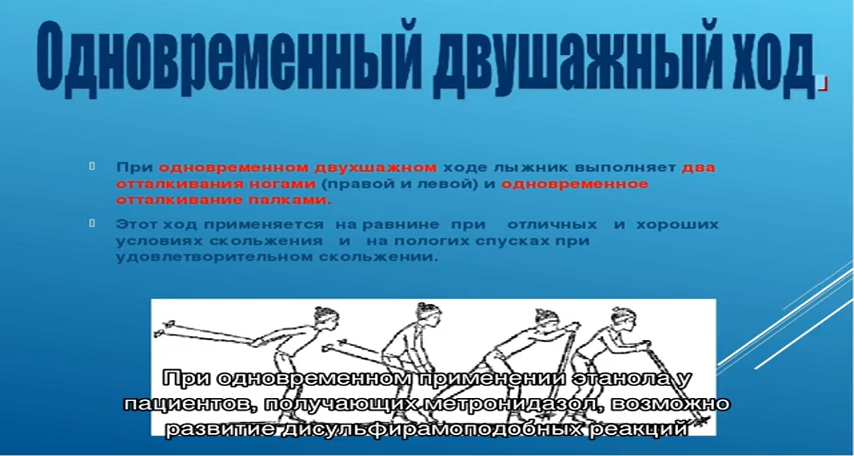 Одновременный двушажный ход
При одновременном двухшажном ходе лыжник выполняет два
отталкивания ногами (правой и левой) и одновременное
отталкивание палками.
Этот ход применяется на равнине при отличных и хороших
условиях скольжения и на пологих спусках при
удовлетворительном скольжении.
При одновременном применении этанола у
пациентов, получающих метронидазол, возможно
развитие дисульфирамоподобных реакций